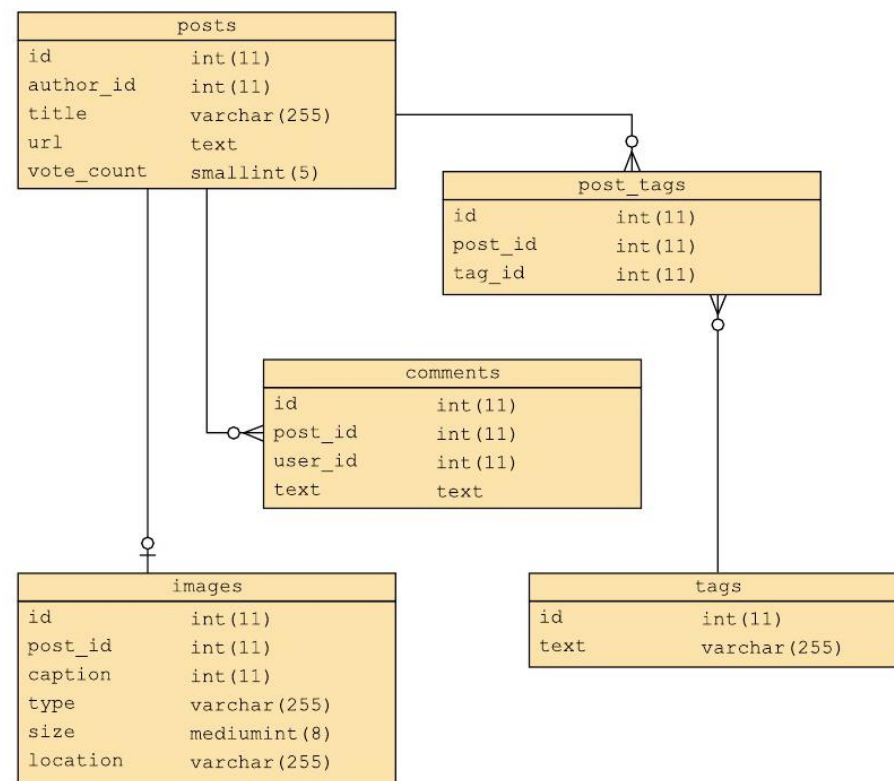 posts
id int(11)
author_id int(11)
title varchar(255)
url text
vote_count smallint(5)
post_tags
id int(11)
post_id int(11)
tag_id int(11)
comments
id int(11)
post_id int(11)
user_id int(11)
text text
images
id int(11)
post_id int(11)
caption int(11)
type varchar(255)
size mediumint(8)
location varchar(255)
tags
id int(11)
text varchar(255)